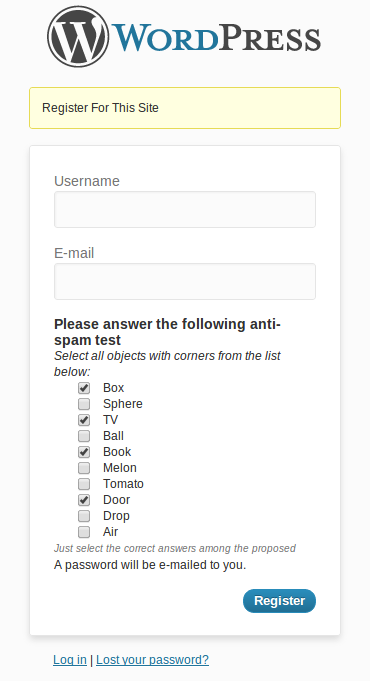 WORDPRESS
Register For This Site
Username
E-mail
Please answer the following anti-
spam test
Select all objects with corners from the list
below:
Box
Sphere
TV
Ball
Book
Melon
Tomato
Door
Drop
Air
Just select the correct answers among the proposed
A password will be e-mailed to you.
Register
Log in | Lost your password?